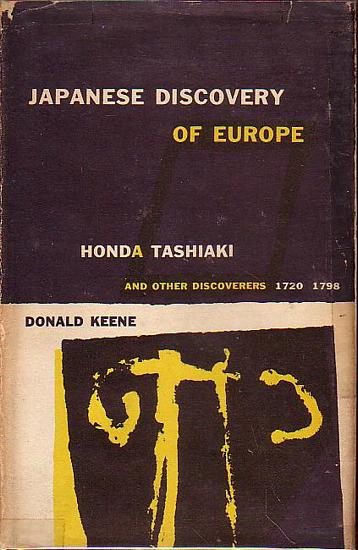 JAPANESE DISCOVERY
OF EUROPE
HONDA TASHIAKI
AND OTHER DISCOVERERS 1720 1798
DONALD KEENE